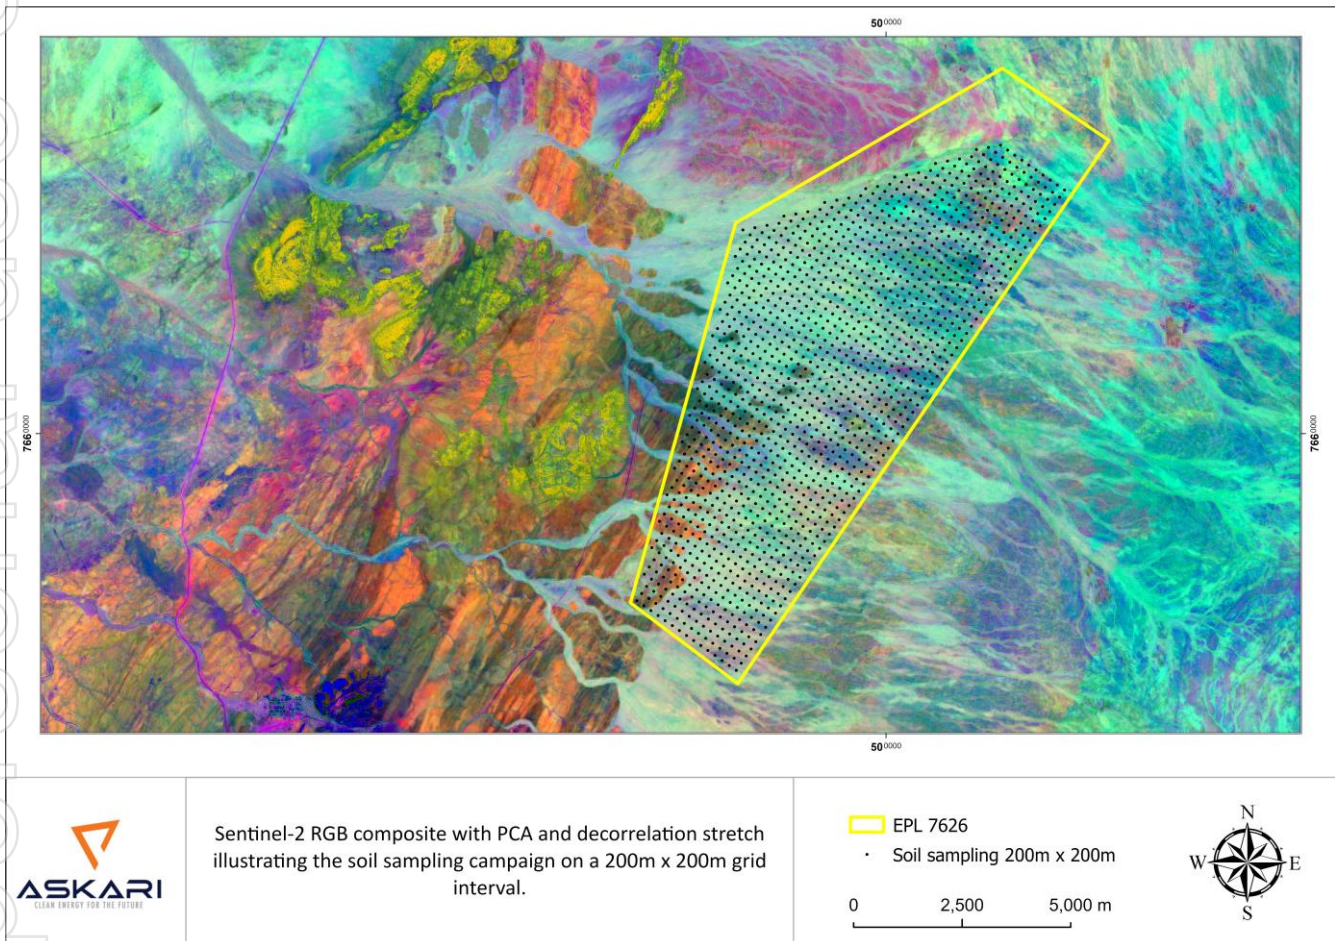 50⁰⁰⁰⁰
766⁰⁰⁰⁰
766⁰⁰⁰⁰
50⁰⁰⁰⁰
ASKARI
CLEAN ENERGY FOR THE FUTURE
Sentinel-2 RGB composite with PCA and decorrelation stretch
illustrating the soil sampling campaign on a 200m x 200m grid
interval.
EPL 7626
Soil sampling 200m x 200m
0 2,500 5,000 m
N
W E
S